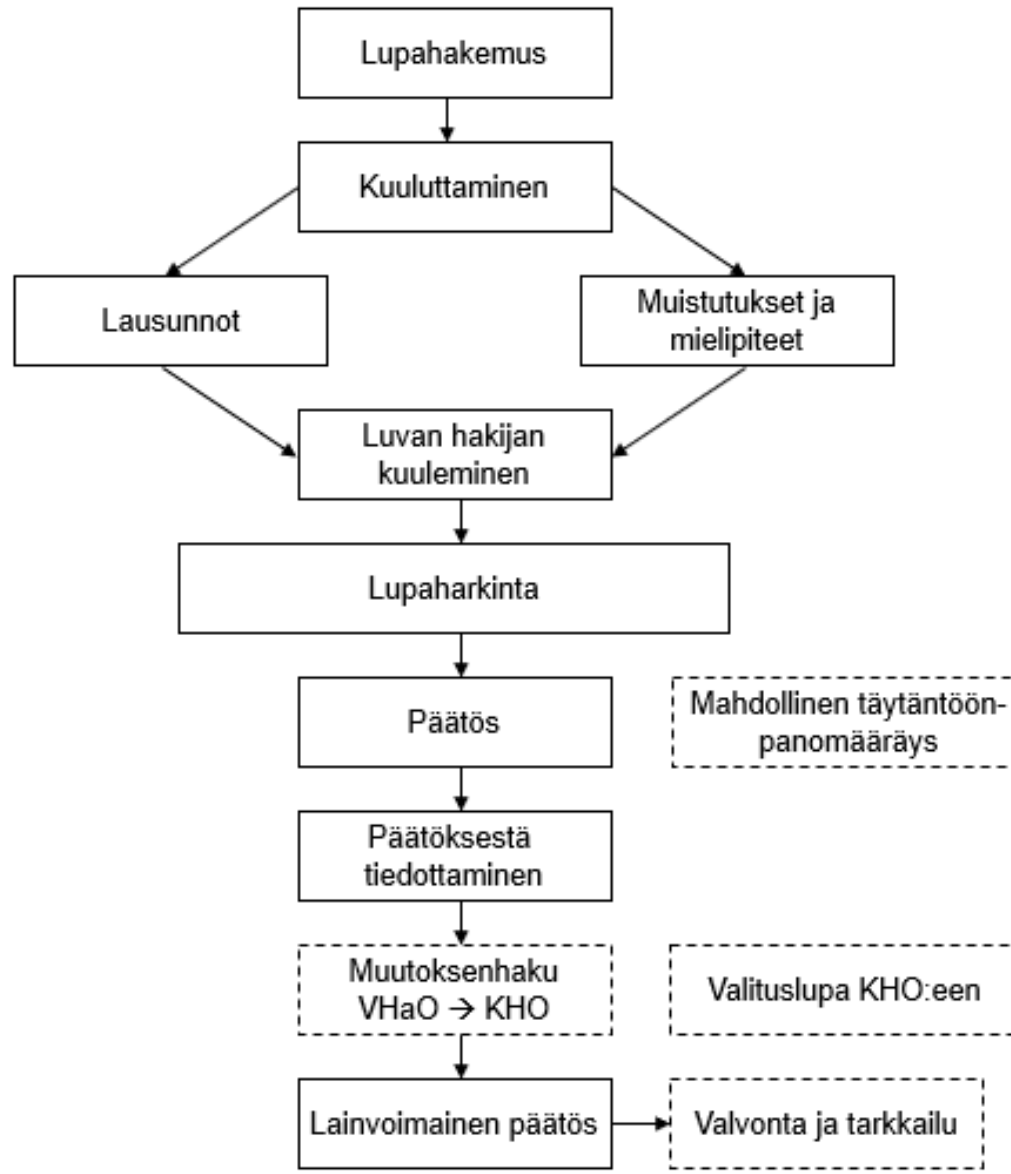 Lupahakemus
Kuuluttaminen
Lausunnot
Muistutukset ja
mielipiteet
Luvan hakijan
kuuleminen
Lupaharkinta
Päätös
Mahdollinen täytäntöön-
panomääräys
Päätöksestä
tiedottaminen
Muutoksenhaku
VHaO → KHO
Valituslupa KHO:een
Lainvoimainen päätös
Valvonta ja tarkkailu